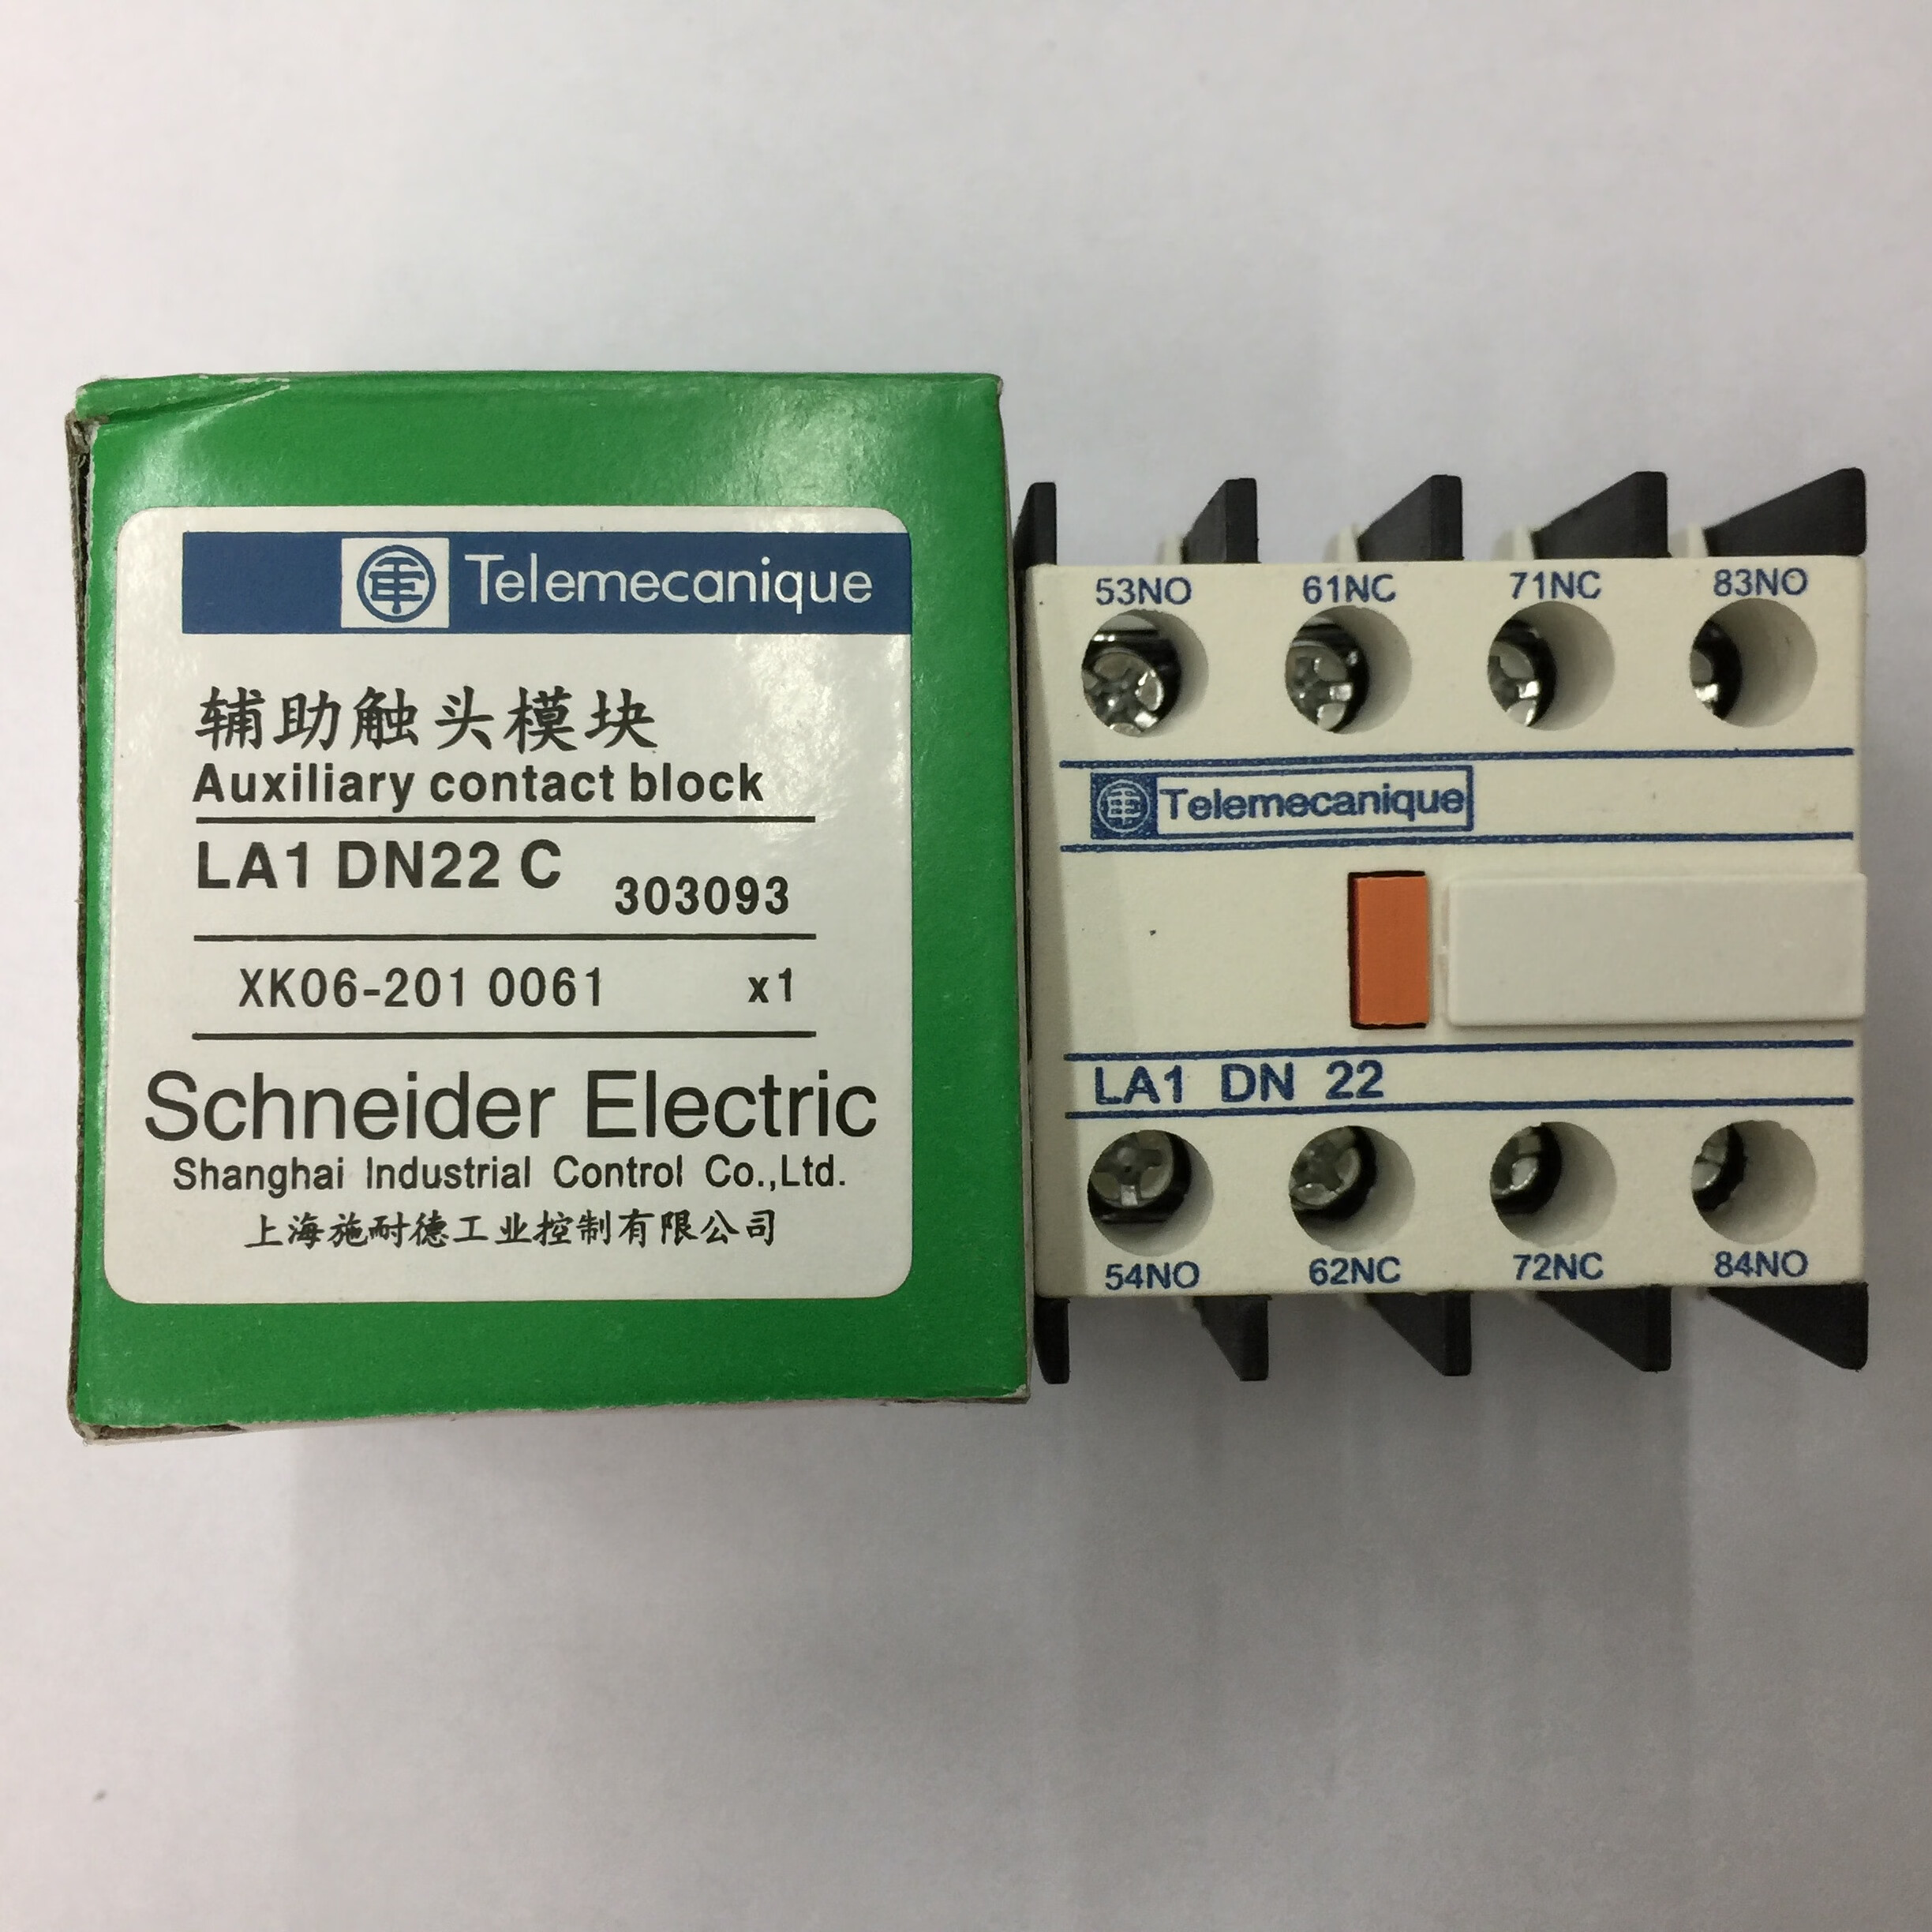 Telemecanique
辅助触头模块
Auxiliary contact block
LA1 DN22 C 303093
XK06-201 0061 x1
Schneider Electric
Shanghai Industrial Control Co.,Ltd.
上海施耐德工业控制有限公司
53NO 61NC 71NC 83NO
Telemecanique
LA1 DN 22
54NO 62NC 72NC 84NO